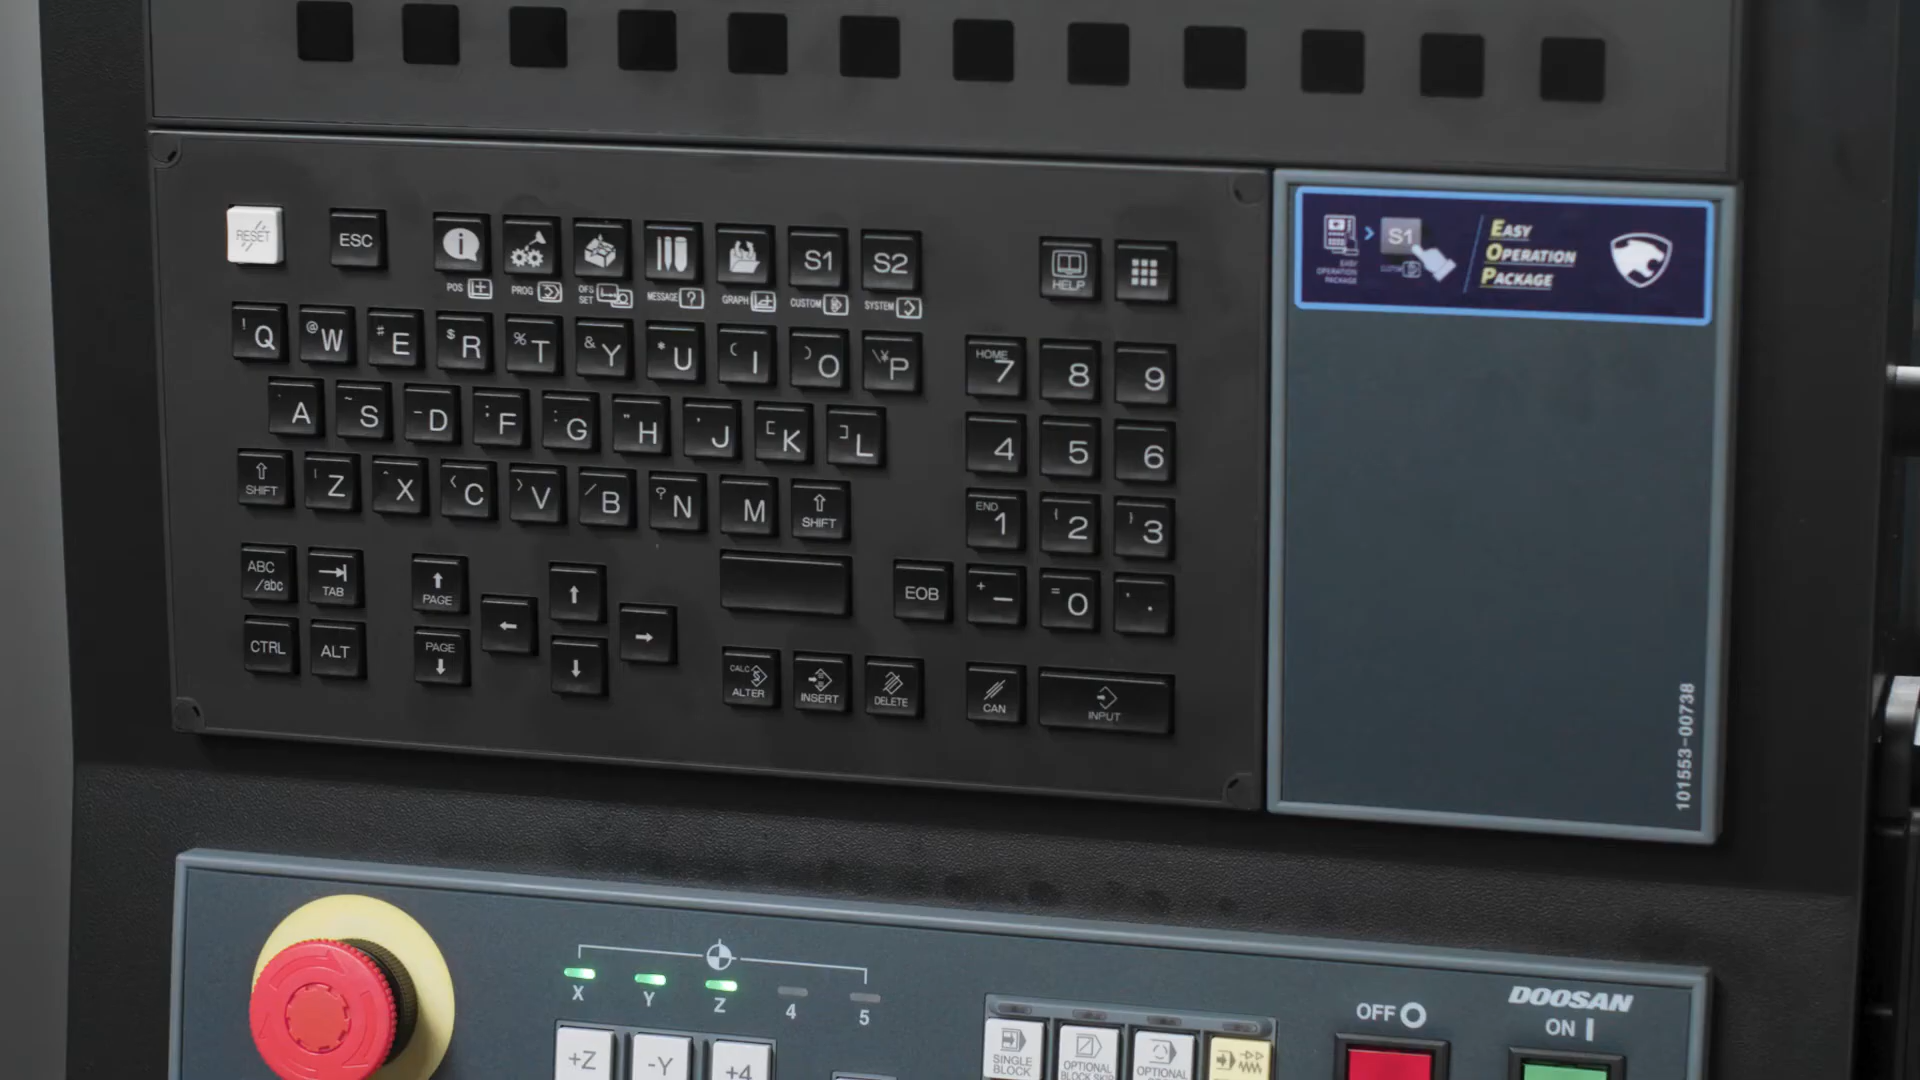 RESET ESC i S1 S2 HELP
POS PROG OFS SET MESSAGE ? GRAPH CUSTOM SYSTEM
S1
EASY OPERATION PACKAGE
EASY
OPERATION
PACKAGE
! Q @ W # E $ R % T & Y * U ( I ) O \¥ P HOME 7 8 9
A ~ S - D ; F : G " H ' J [ K ] L 4 5 6
SHIFT Z ^ X < C > V / B ? N M SHIFT END 1 { 2 } 3
ABC/abc TAB PAGE EOB + - = 0 , .
CTRL ALT PAGE CALC ALTER INSERT DELETE CAN INPUT
101553-00738
X Y Z 4 5
OFF
DOOSAN
ON
+Z -Y +4
SINGLE BLOCK
OPTIONAL BLOCK SKIP
OPTIONAL